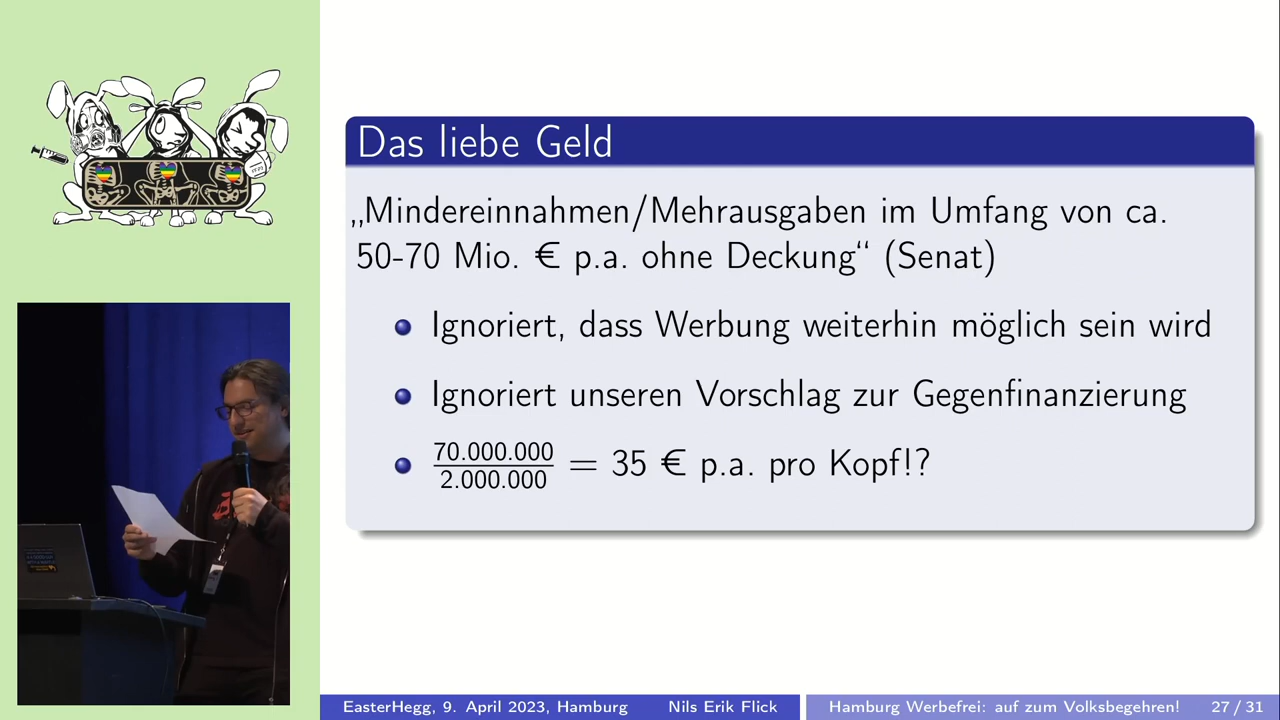 Das liebe Geld
„Mindereinnahmen/Mehrausgaben im Umfang von ca.
50-70 Mio. € p.a. ohne Deckung“ (Senat)
Ignoriert, dass Werbung weiterhin möglich sein wird
Ignoriert unseren Vorschlag zur Gegenfinanzierung
70.000.000
2.000.000
= 35 € p.a. pro Kopf!?
EasterHegg, 9. April 2023, Hamburg
Nils Erik Flick
Hamburg Werbefrei: auf zum Volksbegehren!
27 / 31